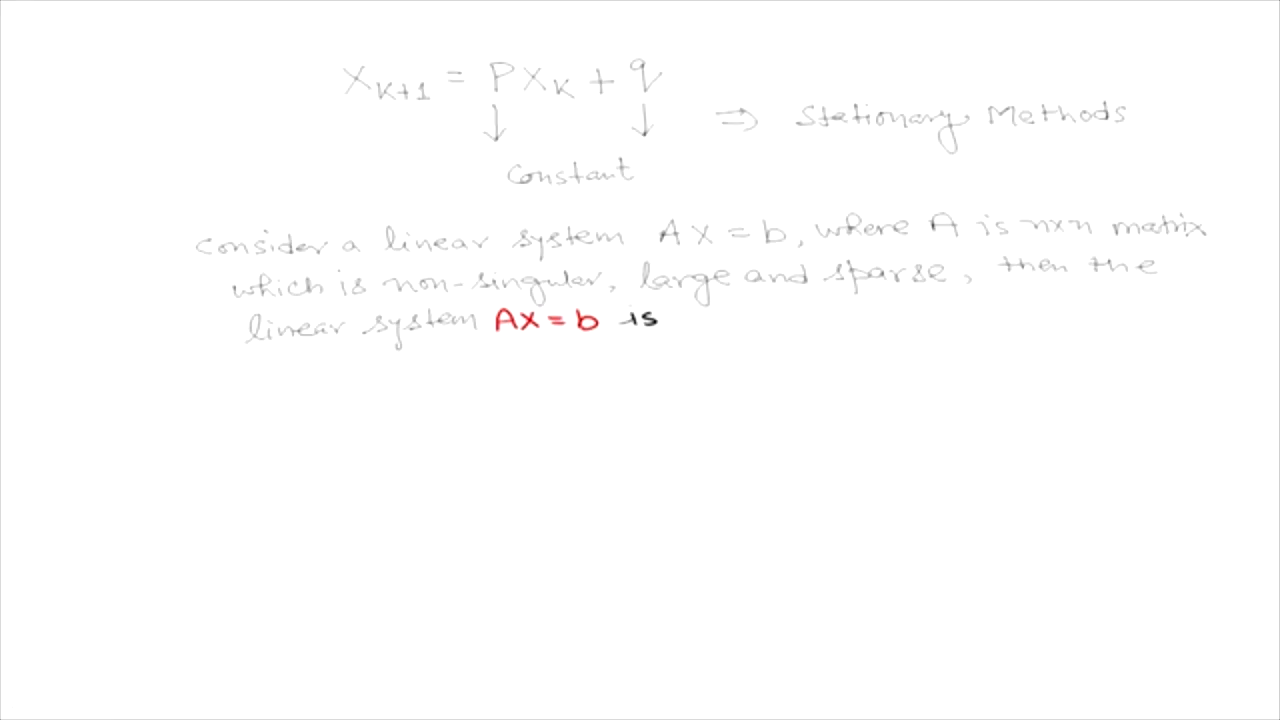 X_{K+1} = P X_K + q
↓ ↓ ⇒ Stationary Methods
Constant
Consider a linear system AX = b, where A is n×n matrix
which is non-singular, large and sparse, then the
linear system AX = b is